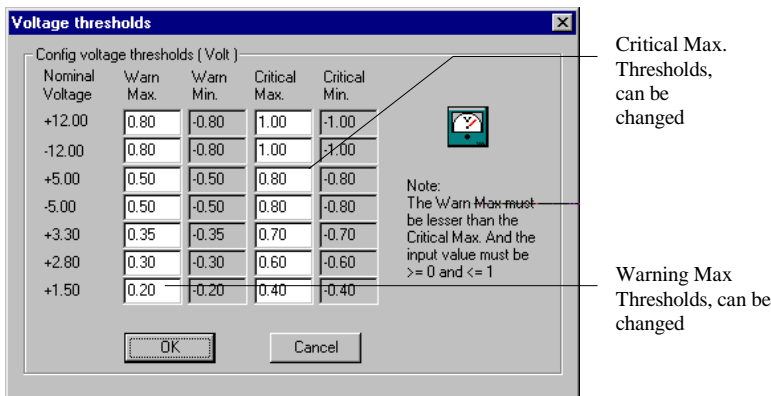 Voltage thresholds
Config voltage thresholds ( Volt )
Nominal Voltage Warn Max. Warn Min. Critical Max. Critical Min.
+12.00 0.80 -0.80 1.00 -1.00
-12.00 0.80 -0.80 1.00 -1.00
+5.00 0.50 -0.50 0.80 -0.80
-5.00 0.50 -0.50 0.80 -0.80
+3.30 0.35 -0.35 0.70 -0.70
+2.80 0.30 -0.30 0.60 -0.60
+1.50 0.20 -0.20 0.40 -0.40
Note:
The Warn Max must
be lesser than the
Critical Max. And the
input value must be
>= 0 and <= 1
OK Cancel
Critical Max.
Thresholds,
can be
changed
Warning Max
Thresholds, can be
changed